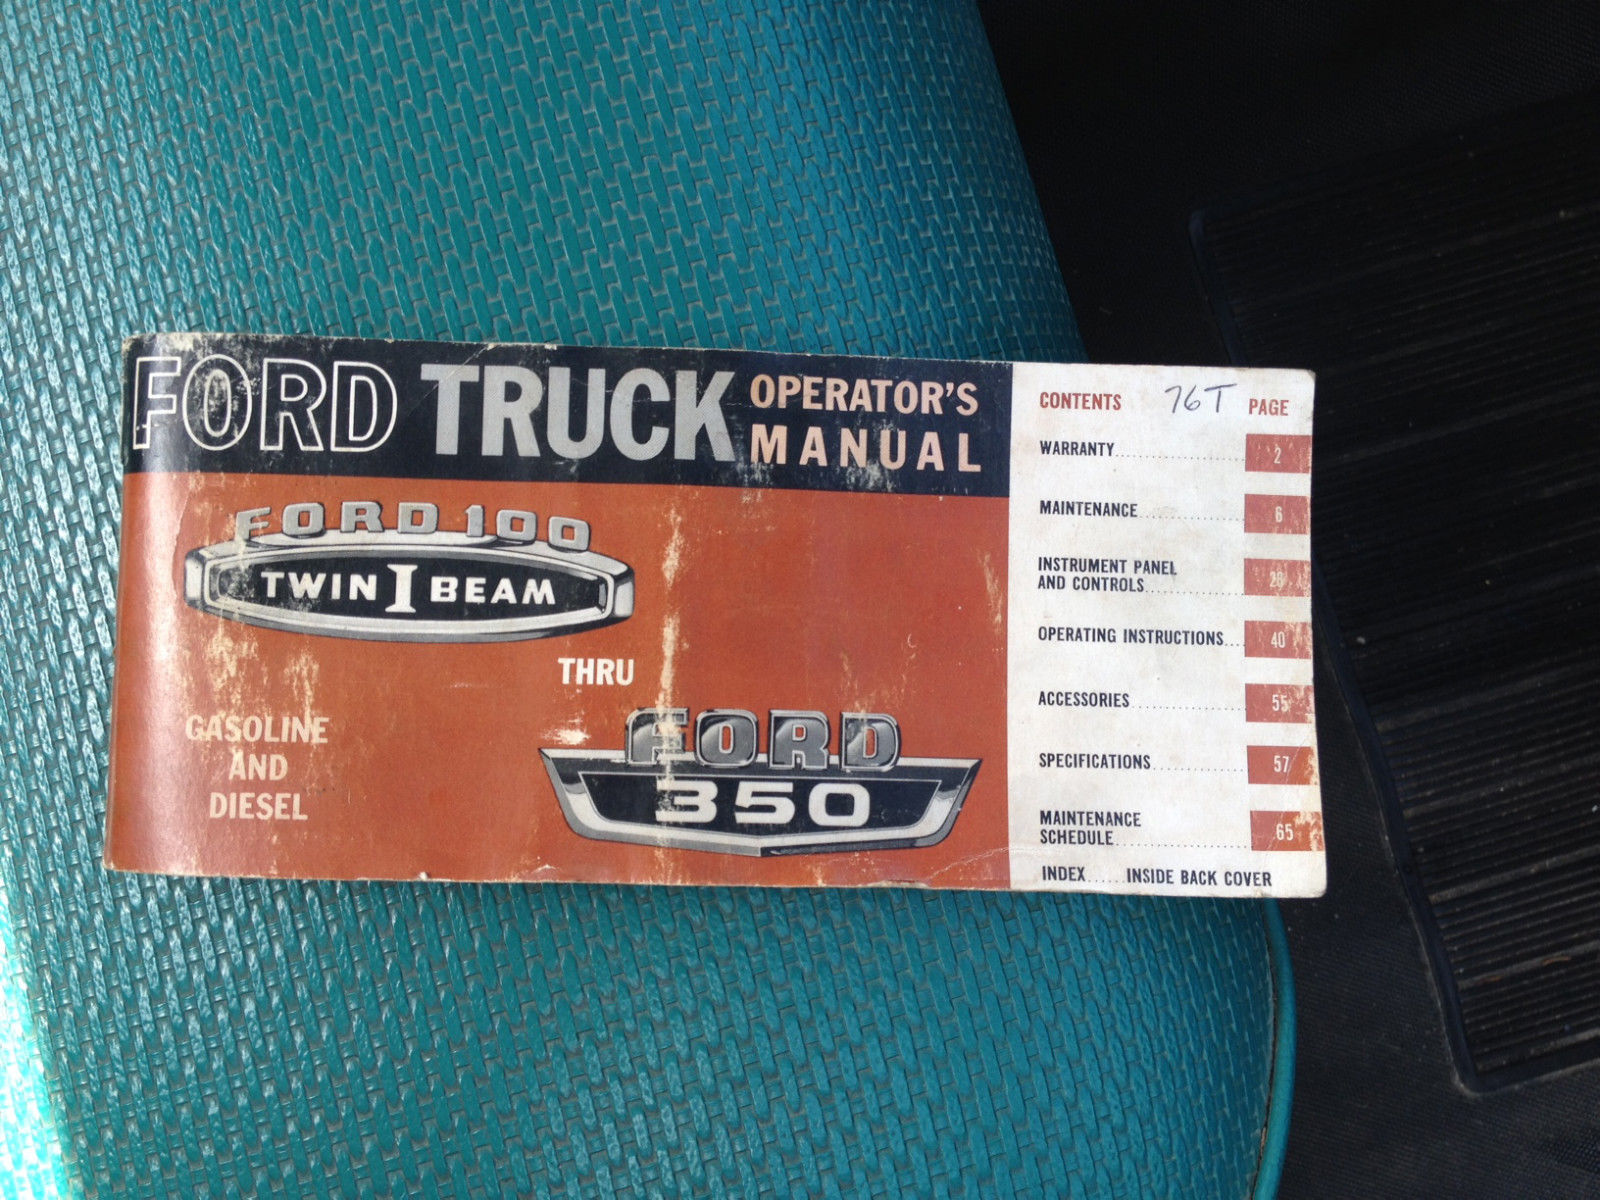 FORD TRUCK OPERATOR'S
MANUAL
FORD 100
TWIN I BEAM
THRU
FORD
350
GASOLINE
AND
DIESEL
CONTENTS 76T PAGE
WARRANTY 2
MAINTENANCE 6
INSTRUMENT PANEL
AND CONTROLS 28
OPERATING INSTRUCTIONS 40
ACCESSORIES 55
SPECIFICATIONS 57
MAINTENANCE
SCHEDULE 65
INDEX......INSIDE BACK COVER